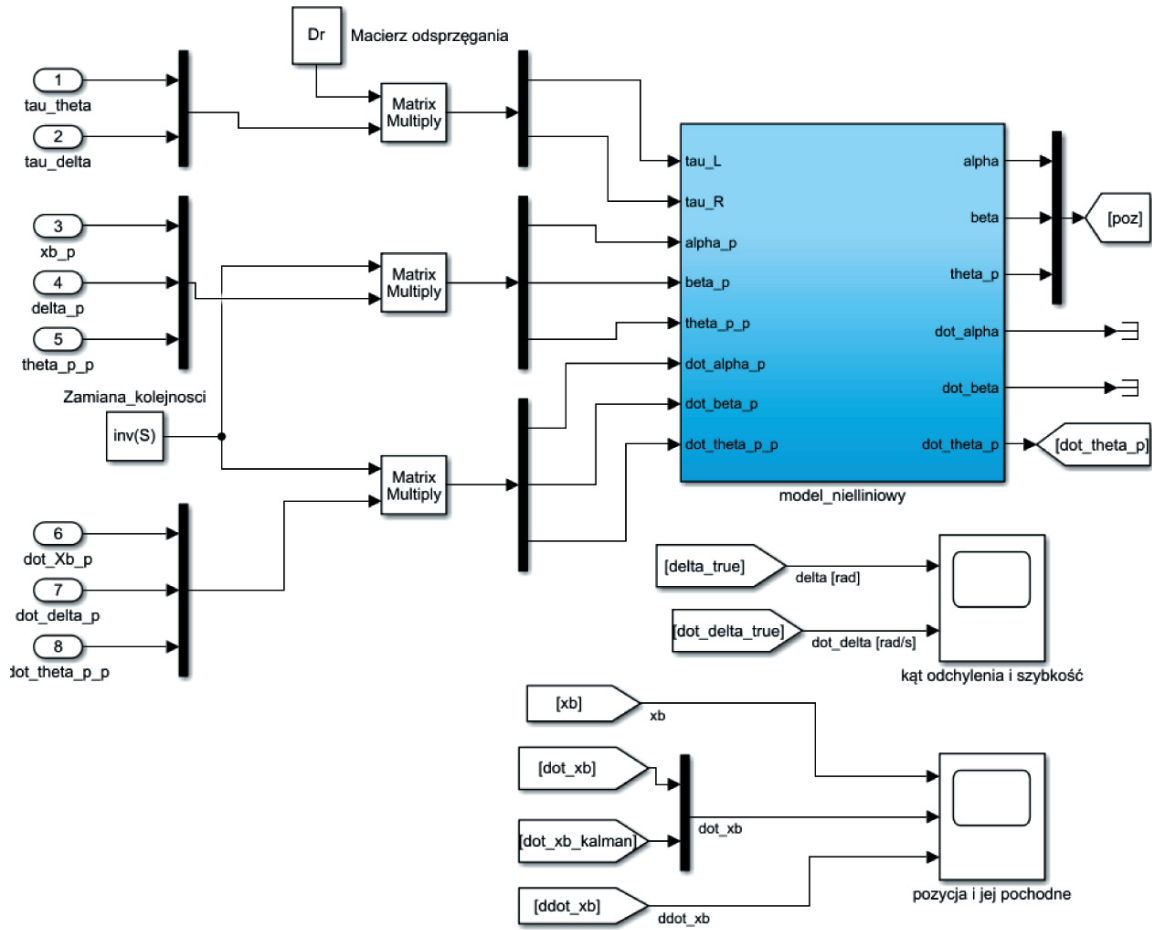 Dr
Macierz odsprzęgania
1
tau_theta
2
tau_delta
Matrix
Multiply
3
xb_p
4
delta_p
5
theta_p_p
Matrix
Multiply
Zamiana_kolejnosci
inv(S)
Matrix
Multiply
6
dot_Xb_p
7
dot_delta_p
8
dot_theta_p_p
tau_L
tau_R
alpha_p
beta_p
theta_p_p
dot_alpha_p
dot_beta_p
dot_theta_p_p
alpha
beta
theta_p
dot_alpha
dot_beta
dot_theta_p
model_nielliniowy
[poz]
[dot_theta_p]
[delta_true]
delta [rad]
[dot_delta_true]
dot_delta [rad/s]
kąt odchylenia i szybkość
[xb]
xb
[dot_xb]
[dot_xb_kalman]
dot_xb
[ddot_xb]
ddot_xb
pozycja i jej pochodne